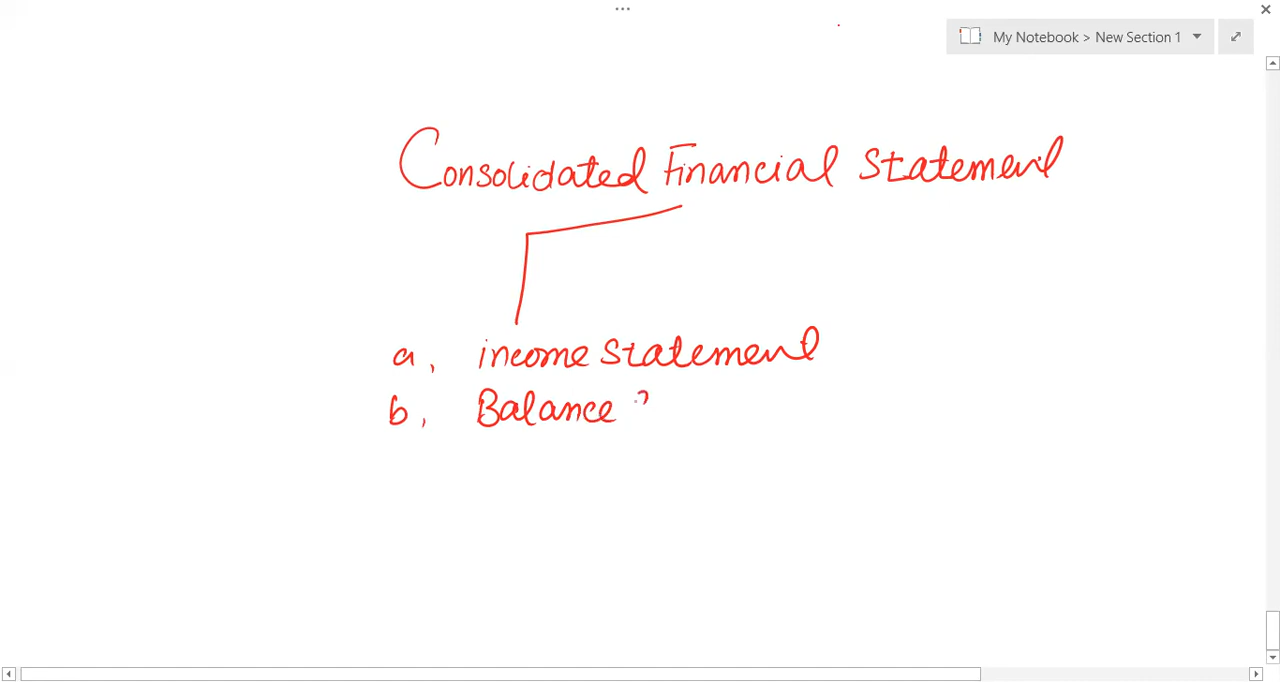 My Notebook > New Section 1
Consolidated Financial Statement
a, income statement
b, Balance